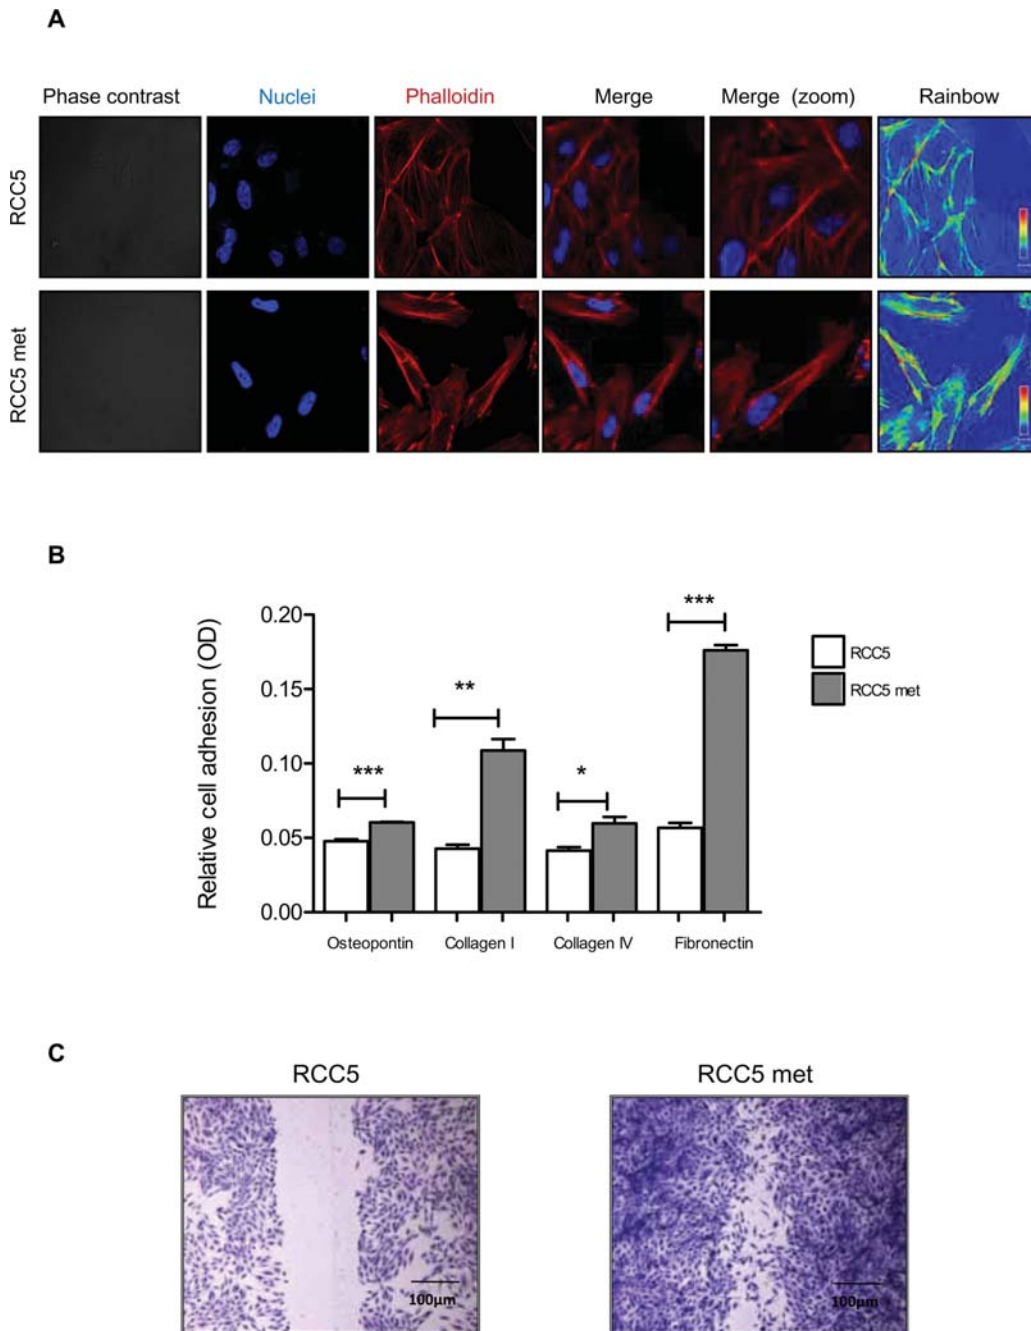 A
Phase contrast Nuclei Phalloidin Merge Merge (zoom) Rainbow
RCC5
RCC5 met
B
Relative cell adhesion (OD)
0.20
0.15
0.10
0.05
0.00
***
**
*
***
RCC5
RCC5 met
Osteopontin Collagen I Collagen IV Fibronectin
C
RCC5 RCC5 met
100µm 100µm